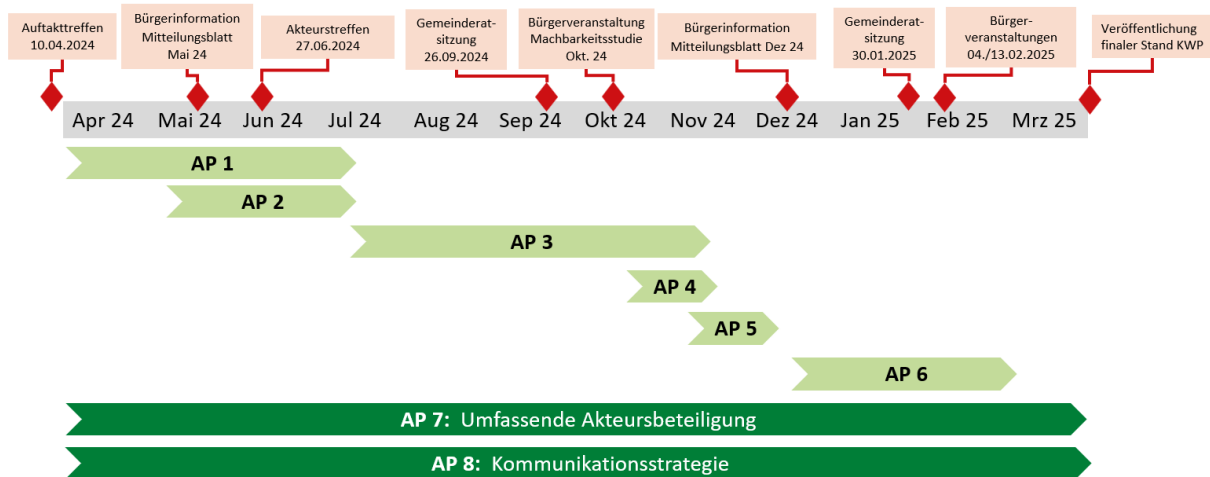 Auftakttreffen
10.04.2024
Bürgerinformation
Mitteilungsblatt
Mai 24
Akteurstreffen
27.06.2024
Gemeinderat-
sitzung
26.09.2024
Bürgerveranstaltung
Machbarkeitsstudie
Okt. 24
Bürgerinformation
Mitteilungsblatt Dez 24
Gemeinderat-
sitzung
30.01.2025
Bürger-
veranstaltungen
04./13.02.2025
Veröffentlichung
finaler Stand KWP
Apr 24 Mai 24 Jun 24 Jul 24 Aug 24 Sep 24 Okt 24 Nov 24 Dez 24 Jan 25 Feb 25 Mrz 25
AP 1
AP 2
AP 3
AP 4
AP 5
AP 6
AP 7: Umfassende Akteursbeteiligung
AP 8: Kommunikationsstrategie